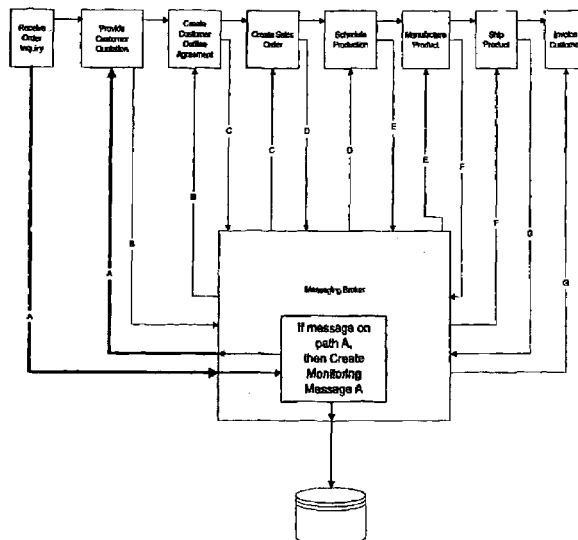 Receive
Order
Inquiry
Provide
Customer
Quotation
Create
Customer
Outline
Agreement
Create Sales
Order
Schedule
Production
Manufacture
Product
Ship
Product
Invoice
Customer
C
C
D
D
E
E
F
B
F
G
A
B
A
G
Messaging Broker
If message on
path A,
then Create
Monitoring
Message A